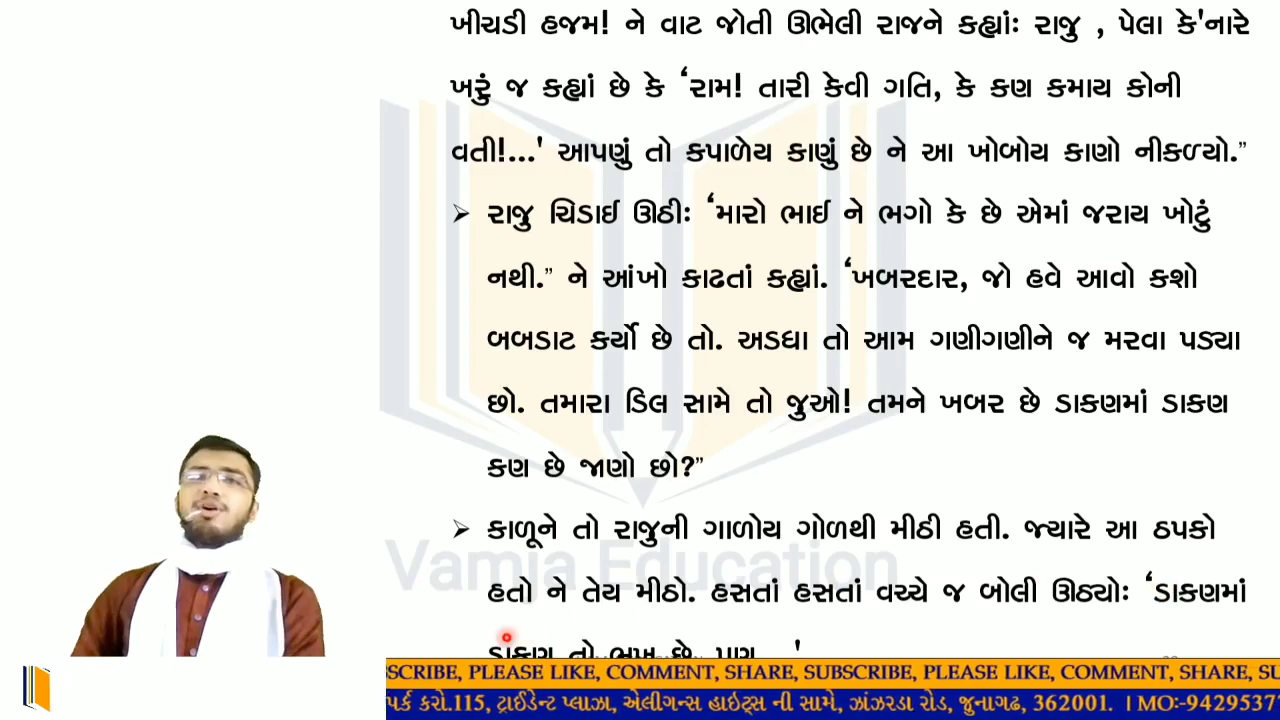 ખીચડી હજમ! ને વાટ જોતી ઊભેલી રાજને કહ્યાંઃ રાજુ , પેલા કે'નારે
ખરું જ કહ્યાં છે કે ‘રામ! તારી કેવી ગતિ, કે કણ કમાય કોની
વતી!...' આપણું તો કપાળેય કાણું છે ને આ ખોબોય કાણો નીકળ્યો.”
➢ રાજુ ચિડાઈ ઊઠીઃ ‘મારો ભાઈ ને ભગો કે છે એમાં જરાય ખોટું
નથી.” ને આંખો કાઢતાં કહ્યાં. ‘ખબરદાર, જો હવે આવો કશો
બબડાટ કર્યો છે તો. અડધા તો આમ ગણીગણીને જ મરવા પડ્યા
છો. તમારા ડિલ સામે તો જુઓ! તમને ખબર છે ડાકણમાં ડાકણ
કણ છે જાણો છો?”
➢ કાળૂને તો રાજુની ગાળોય ગોળથી મીઠી હતી. જ્યારે આ ઠપકો
હતો ને તેય મીઠો. હસતાં હસતાં વચ્ચે જ બોલી ઊઠ્યોઃ ‘ડાકણમાં
ડાકણ તો ભૂખ છે, પણ...'
Vamja Education
SCRIBE, PLEASE LIKE, COMMENT, SHARE, SUBSCRIBE, PLEASE LIKE, COMMENT, SHARE, SU
પર્ક કરો.115, ટ્રાઈડેન્ટ પ્લાઝા, એલીગન્સ હાઈટ્સ ની સામે, ઝાંઝરડા રોડ, જુનાગઢ, 362001. । MO:-9429537